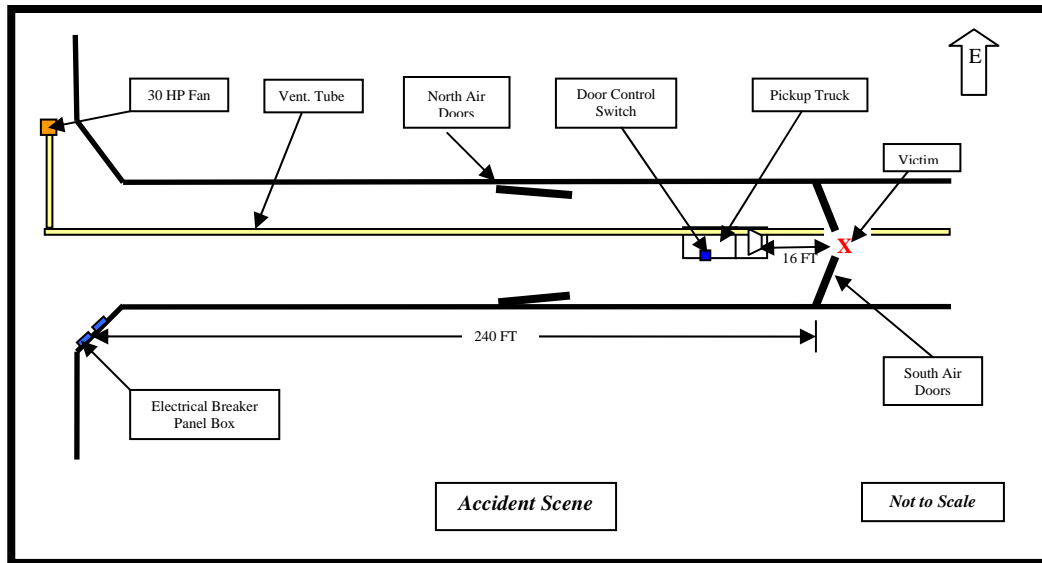 E
30 HP Fan
Vent. Tube
North Air
Doors
Door Control
Switch
Pickup Truck
Victim
16 FT
240 FT
South Air
Doors
Electrical Breaker
Panel Box
Accident Scene
Not to Scale
X